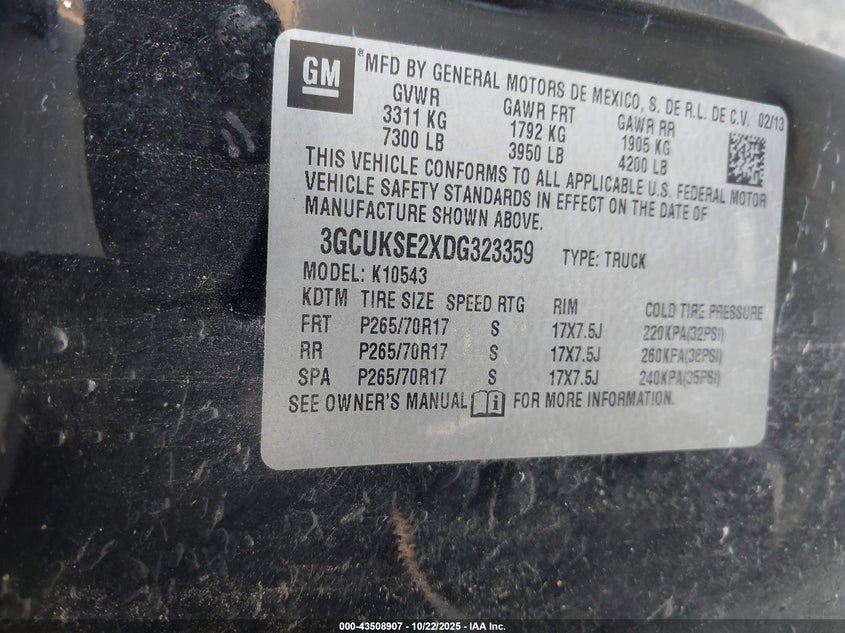 GM
® MFD BY GENERAL MOTORS DE MEXICO, S. DE R.L. DE C.V. 02/13
GVWR GAWR FRT GAWR RR
3311 KG 1792 KG 1905 KG
7300 LB 3950 LB 4200 LB
THIS VEHICLE CONFORMS TO ALL APPLICABLE U.S. FEDERAL MOTOR
VEHICLE SAFETY STANDARDS IN EFFECT ON THE DATE OF
MANUFACTURE SHOWN ABOVE.
3GCUKSE2XDG323359 TYPE: TRUCK
MODEL: K10543
KDTM TIRE SIZE SPEED RTG RIM COLD TIRE PRESSURE
FRT P265/70R17 S 17X7.5J 220KPA(32PSI)
RR P265/70R17 S 17X7.5J 260KPA(38PSI)
SPA P265/70R17 S 17X7.5J 240KPA(35PSI)
SEE OWNER'S MANUAL FOR MORE INFORMATION.
000-43508907 - 10/22/2025 - IAA Inc.